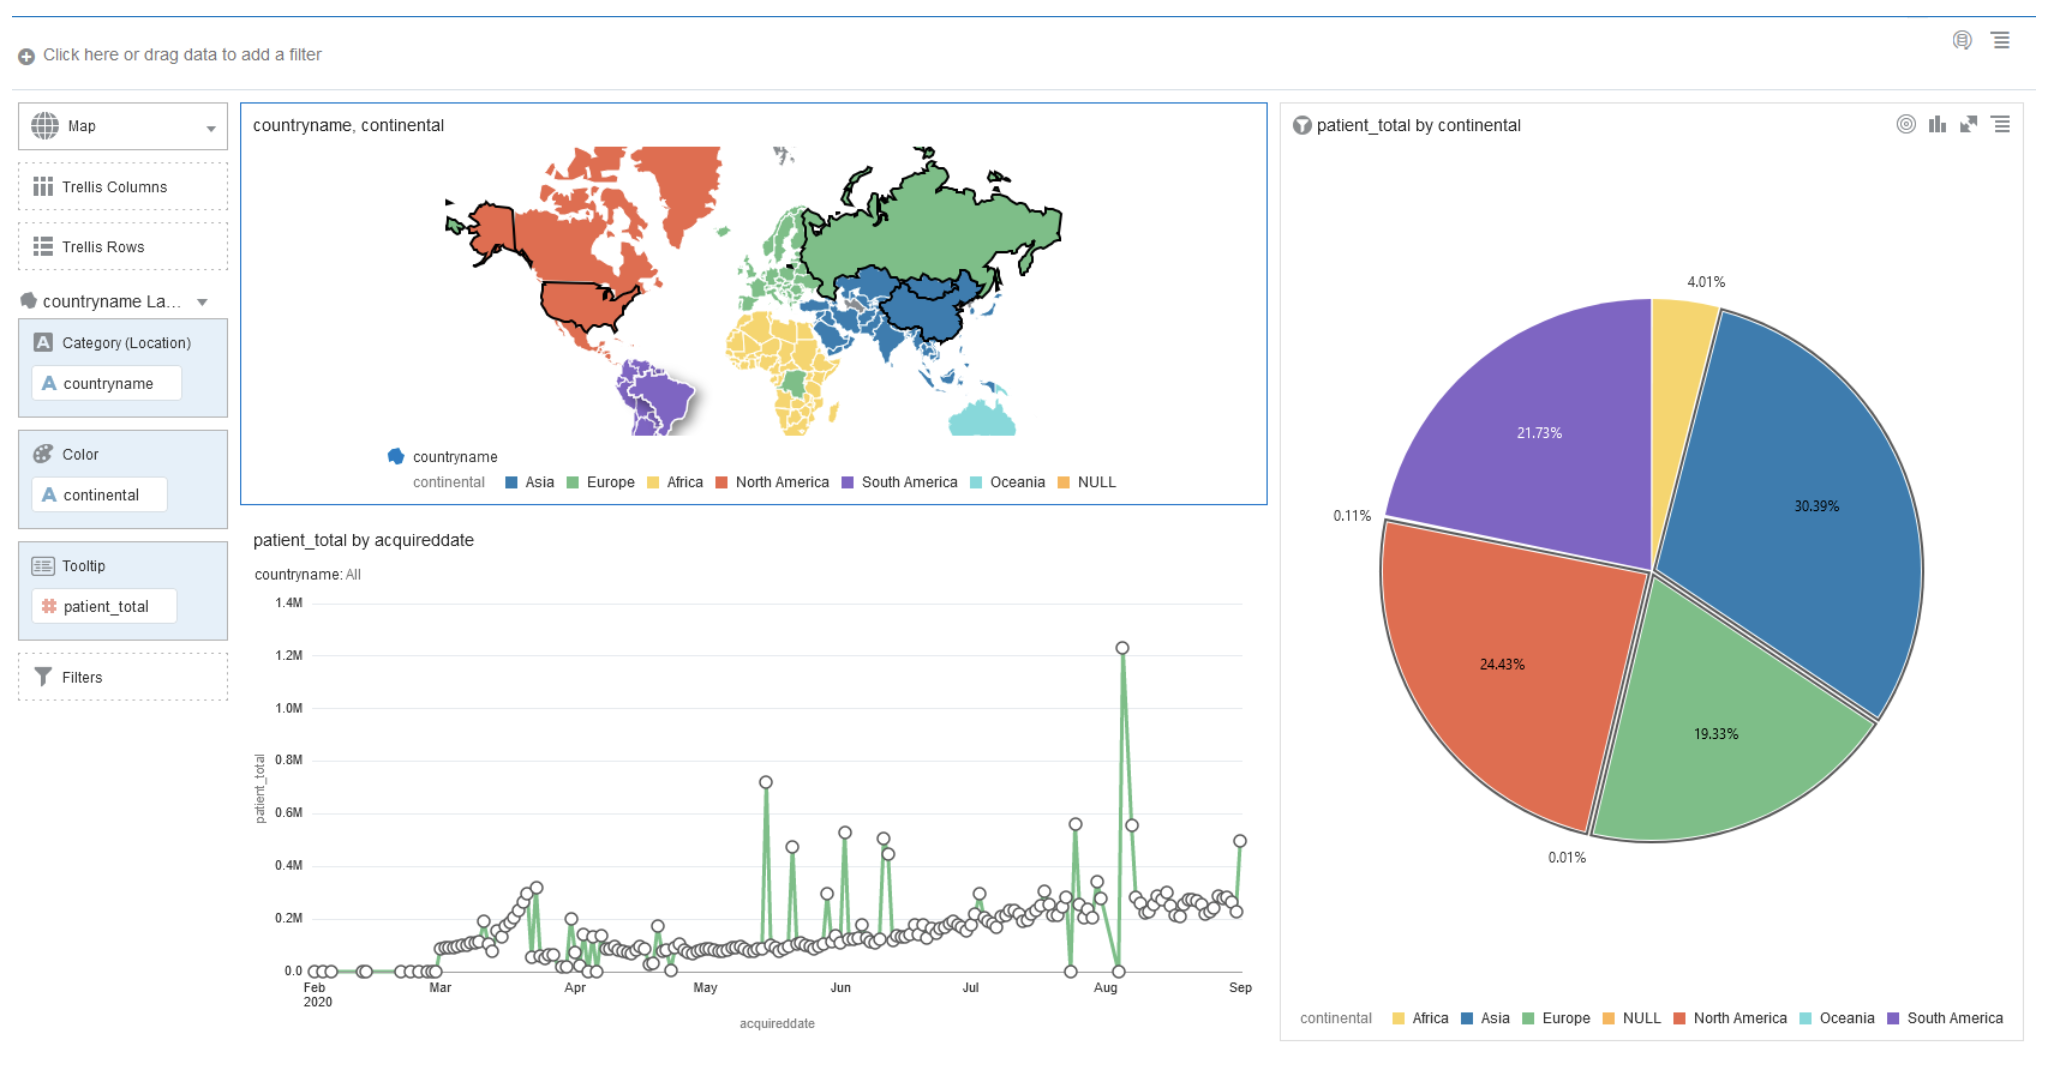 Click here or drag data to add a filter
Map
Trellis Columns
Trellis Rows
countryname La...
A Category (Location)
A countryname
Color
A continental
Tooltip
# patient_total
Filters
countryname, continental
countryname
continental Asia Europe Africa North America South America Oceania NULL
patient_total by acquireddate
countryname: All
1.4M
1.2M
1.0M
0.8M
0.6M
0.4M
0.2M
0.0
patient_total
Feb Mar Apr May Jun Jul Aug Sep
2020
acquireddate
patient_total by continental
4.01%
30.39%
19.33%
0.01%
24.43%
0.11%
21.73%
continental Africa Asia Europe NULL North America Oceania South America